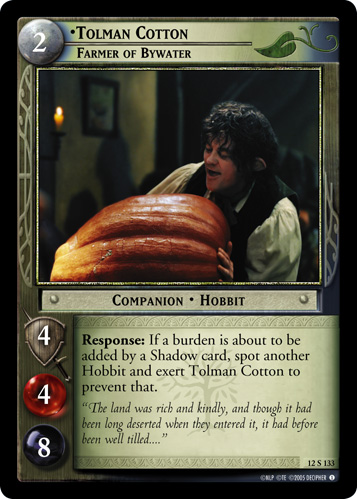 2
•Tolman Cotton
Farmer of Bywater
Companion • Hobbit
4
4
8
Response: If a burden is about to be
added by a Shadow card, spot another
Hobbit and exert Tolman Cotton to
prevent that.
“The land was rich and kindly, and though it had
been long deserted when they entered it, it had before
been well tilled....”
12 S 133
©NLP ©TE ©2005 DECIPHER